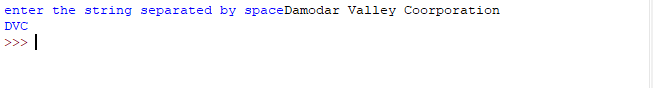 enter the string separated by spaceDamodar Valley Coorporation
DVC
>>>